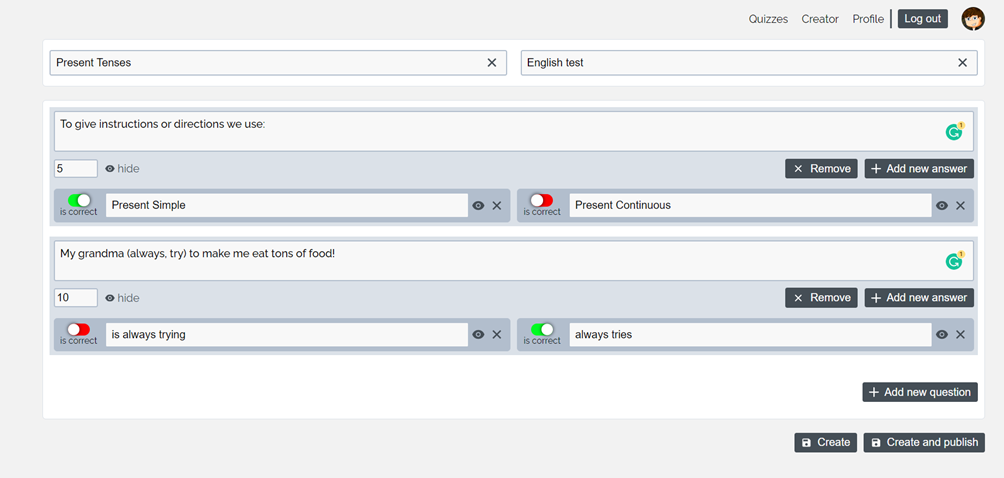 Quizzes Creator Profile Log out
Present Tenses English test
To give instructions or directions we use:
1
5 hide Remove Add new answer
is correct Present Simple is correct Present Continuous
My grandma (always, try) to make me eat tons of food!
1
10 hide Remove Add new answer
is correct is always trying is correct always tries
Add new question
Create Create and publish